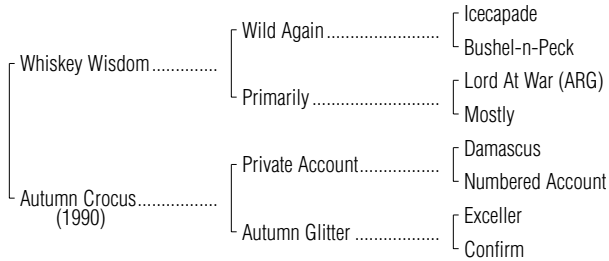 Icecapade
Wild Again
Bushel-n-Peck
Whiskey Wisdom
Lord At War (ARG)
Primarily
Mostly
Damascus
Private Account
Numbered Account
Autumn Crocus
(1990)
Exceller
Autumn Glitter
Confirm